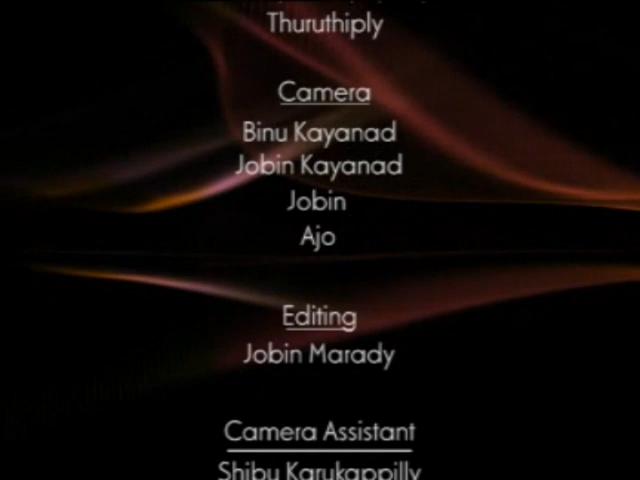 Thuruthiply
Camera
Binu Kayanad
Jobin Kayanad
Jobin
Ajo
Editing
Jobin Marady
Camera Assistant
Shibu Karukappilly